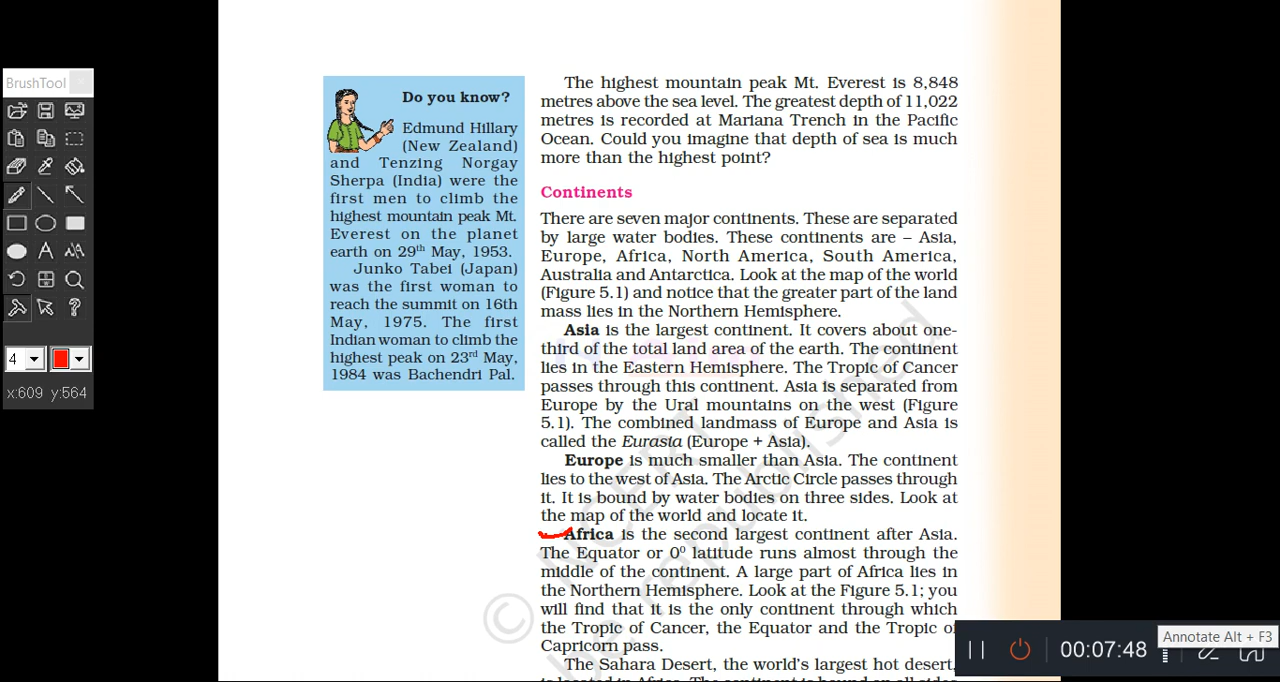 BrushTool
4
x:609 y:564
Do you know?
Edmund Hillary
(New Zealand)
and Tenzing Norgay
Sherpa (India) were the
first men to climb the
highest mountain peak Mt.
Everest on the planet
earth on 29th May, 1953.
Junko Tabei (Japan)
was the first woman to
reach the summit on 16th
May, 1975. The first
Indian woman to climb the
highest peak on 23rd May,
1984 was Bachendri Pal.
The highest mountain peak Mt. Everest is 8,848
metres above the sea level. The greatest depth of 11,022
metres is recorded at Mariana Trench in the Pacific
Ocean. Could you imagine that depth of sea is much
more than the highest point?
Continents
There are seven major continents. These are separated
by large water bodies. These continents are – Asia,
Europe, Africa, North America, South America,
Australia and Antarctica. Look at the map of the world
(Figure 5.1) and notice that the greater part of the land
mass lies in the Northern Hemisphere.
Asia is the largest continent. It covers about one-
third of the total land area of the earth. The continent
lies in the Eastern Hemisphere. The Tropic of Cancer
passes through this continent. Asia is separated from
Europe by the Ural mountains on the west (Figure
5.1). The combined landmass of Europe and Asia is
called the Eurasia (Europe + Asia).
Europe is much smaller than Asia. The continent
lies to the west of Asia. The Arctic Circle passes through
it. It is bound by water bodies on three sides. Look at
the map of the world and locate it.
Africa is the second largest continent after Asia.
The Equator or 0⁰ latitude runs almost through the
middle of the continent. A large part of Africa lies in
the Northern Hemisphere. Look at the Figure 5.1; you
will find that it is the only continent through which
the Tropic of Cancer, the Equator and the Tropic of
Capricorn pass.
The Sahara Desert, the world's largest hot desert,
is located in Africa. The continent is bound on all sides
© NCERT
be republished
00:07:48
Annotate Alt + F3